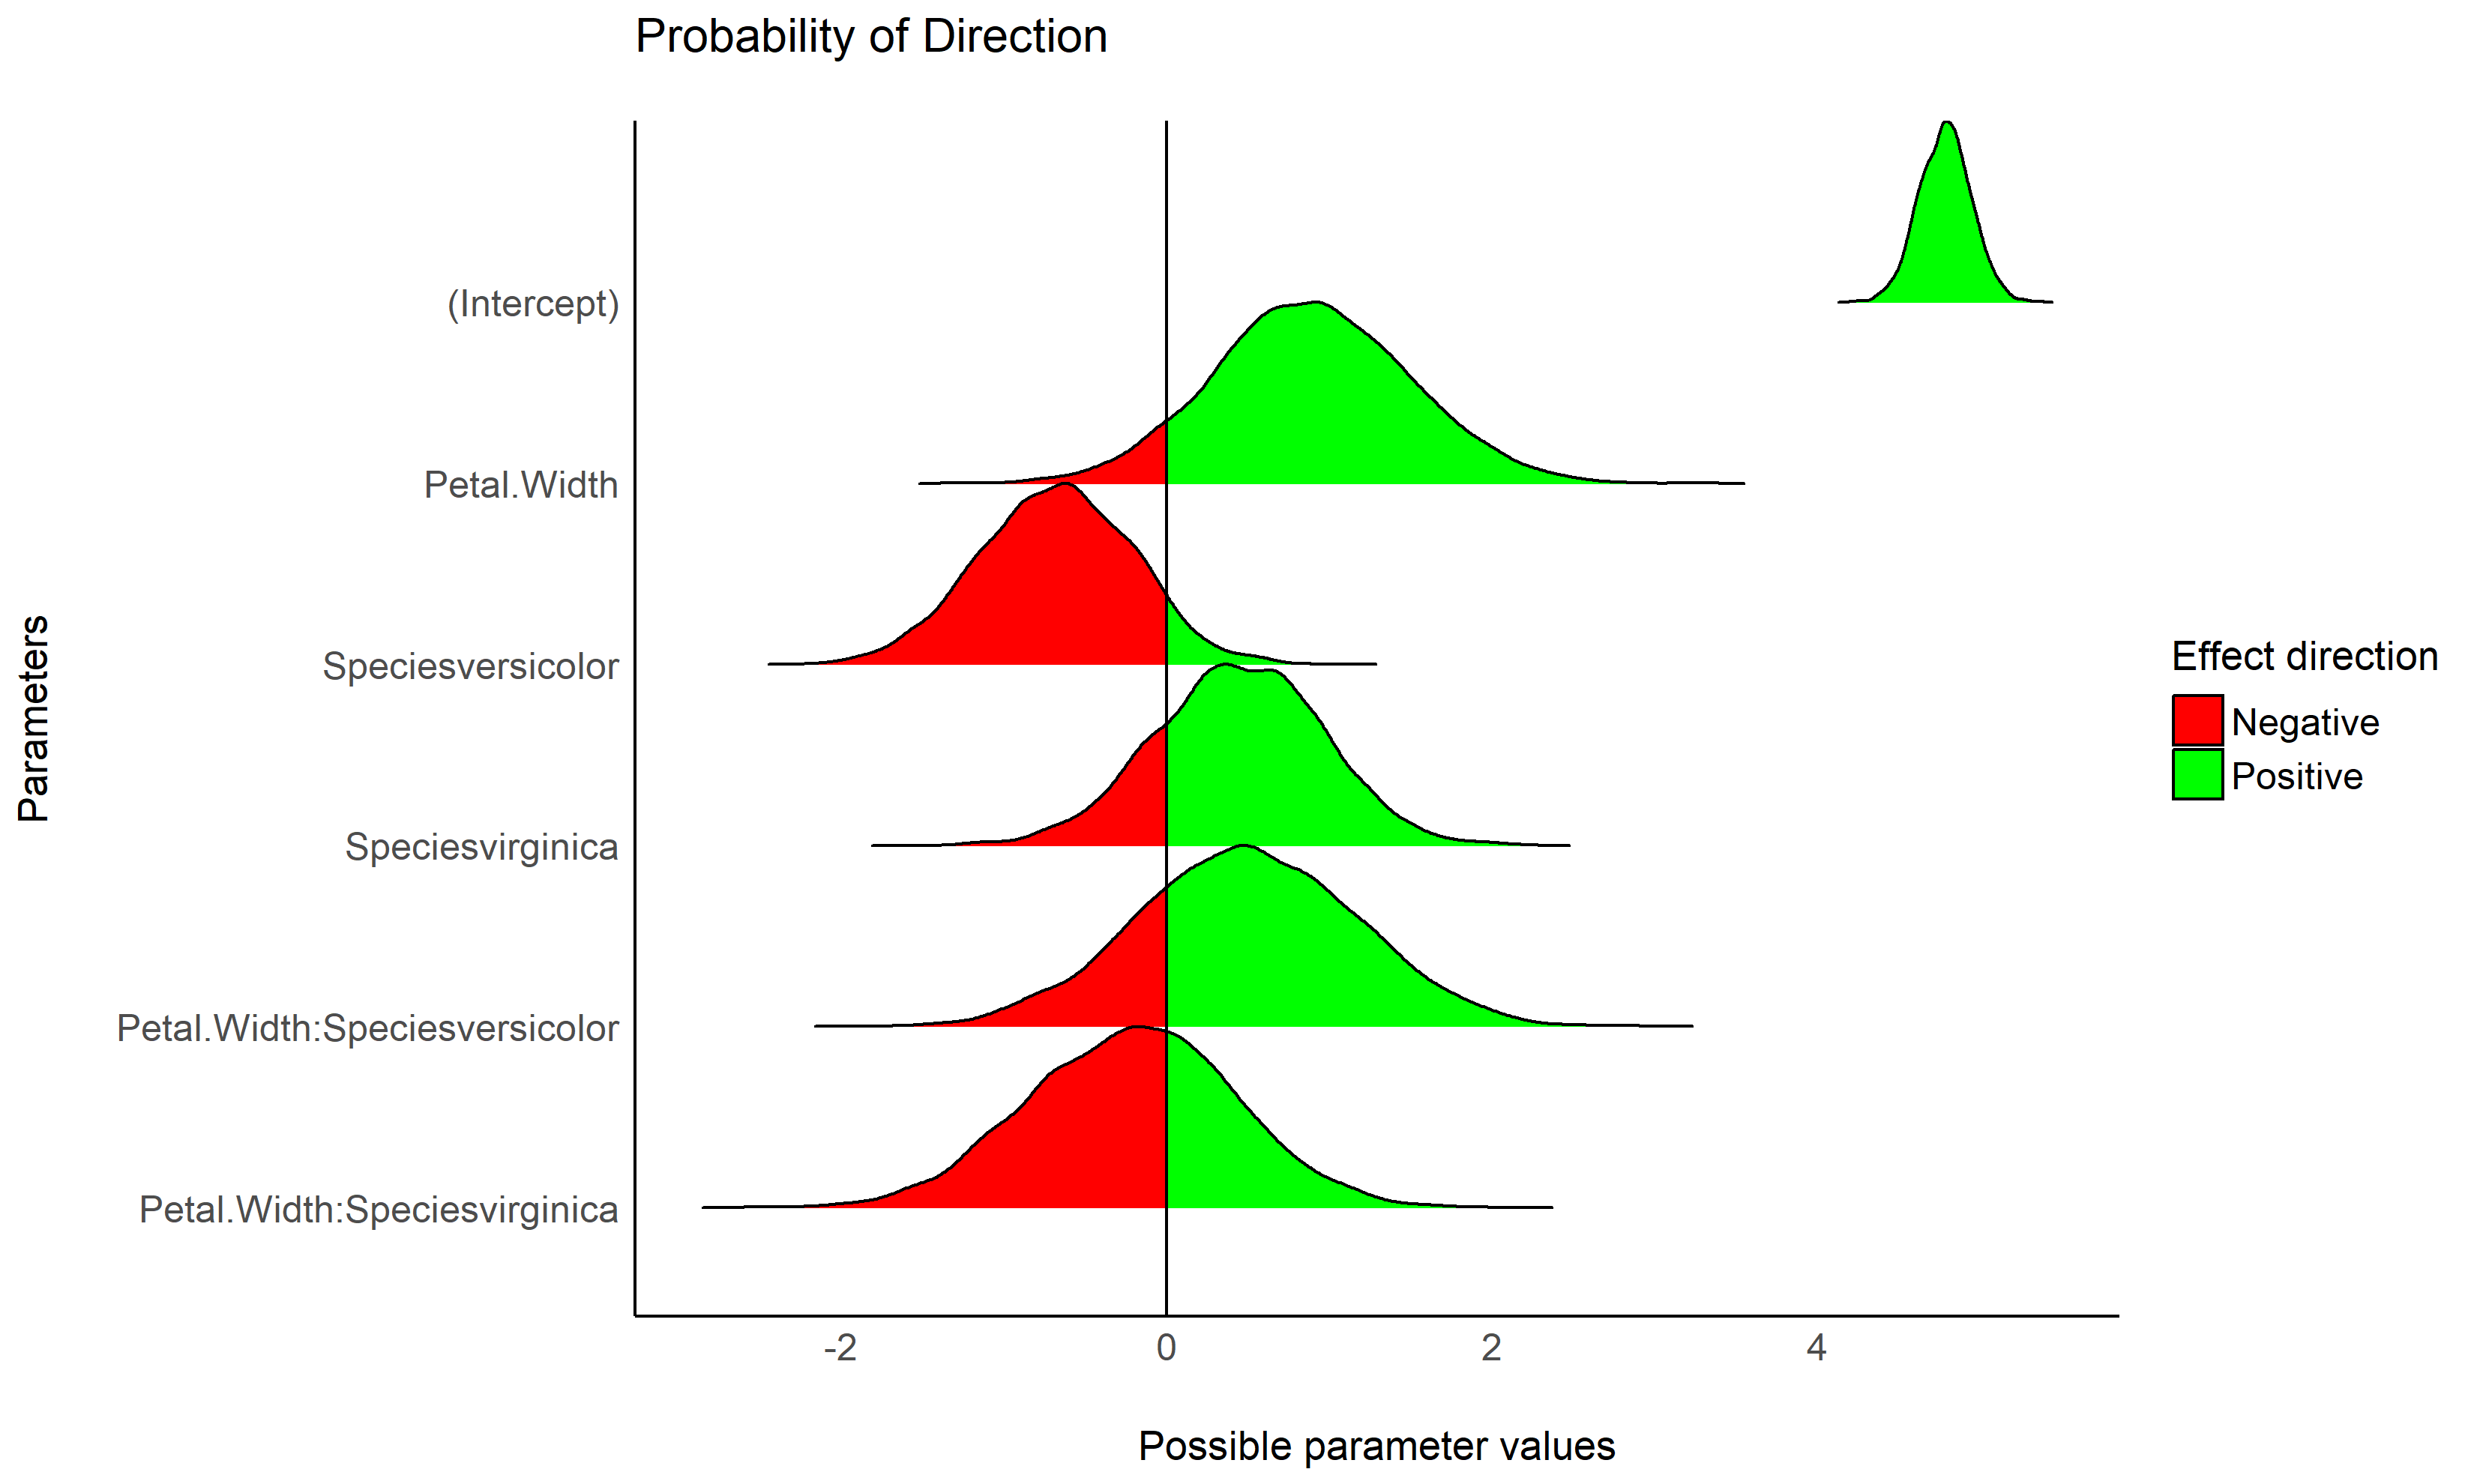 Probability of Direction
(Intercept)
Petal.Width
Speciesversicolor
Speciesvirginica
Petal.Width:Speciesversicolor
Petal.Width:Speciesvirginica
Parameters
-2 0 2 4
Possible parameter values
Effect direction
Negative
Positive